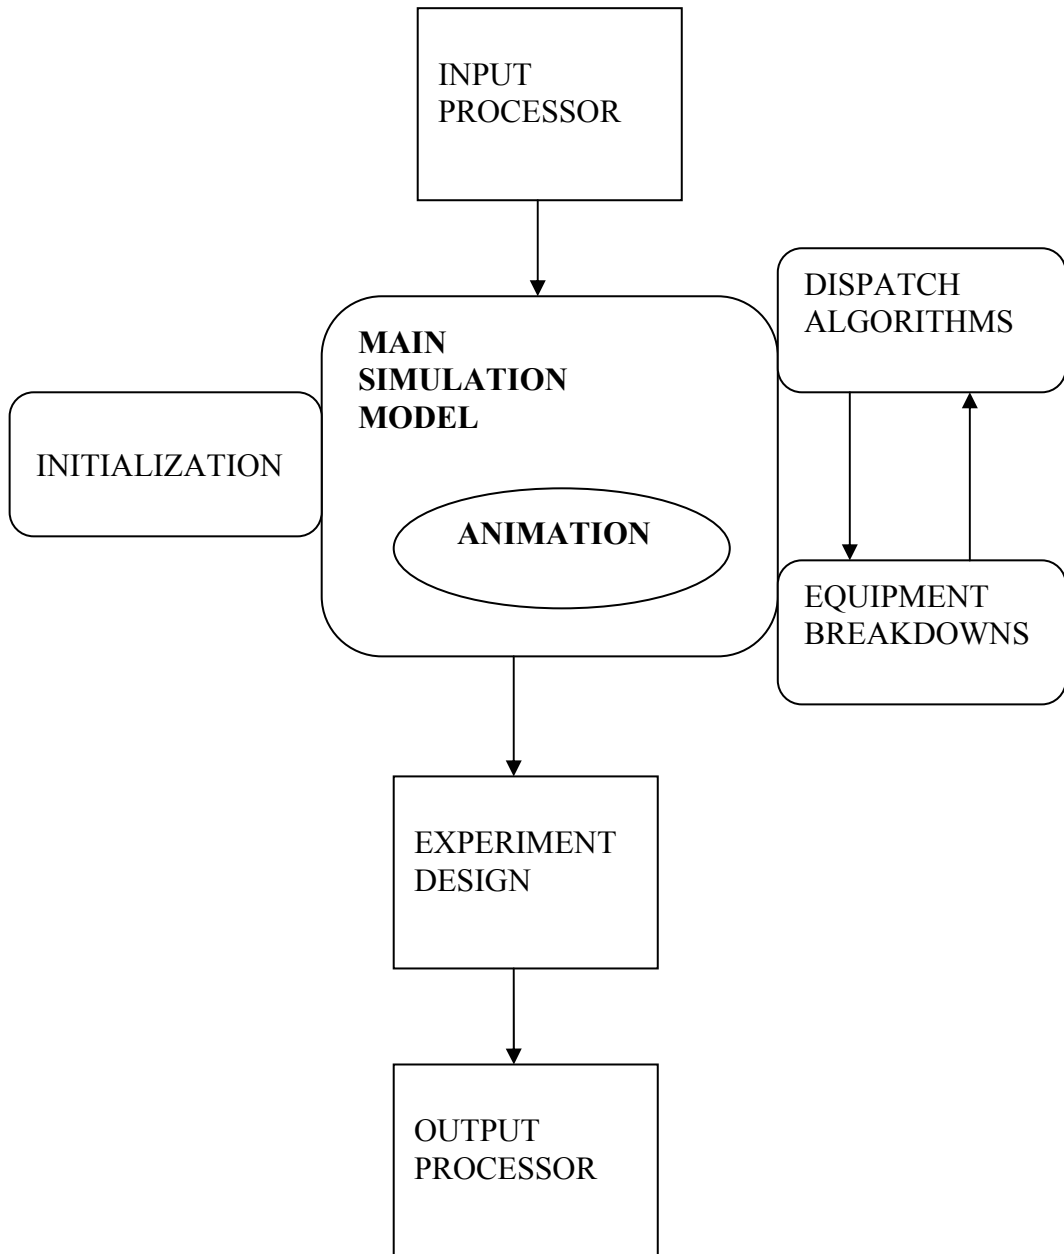 INPUT
PROCESSOR
DISPATCH
ALGORITHMS
MAIN
SIMULATION
MODEL
INITIALIZATION
ANIMATION
EQUIPMENT
BREAKDOWNS
EXPERIMENT
DESIGN
OUTPUT
PROCESSOR